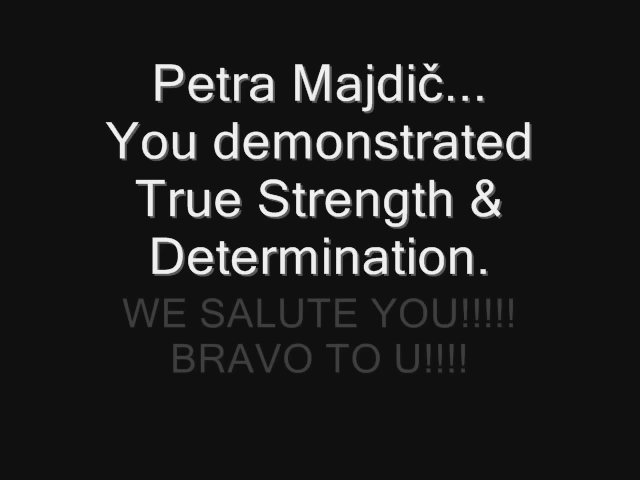 Petra Majdič...
You demonstrated
True Strength &
Determination.
WE SALUTE YOU!!!!!
BRAVO TO U!!!!